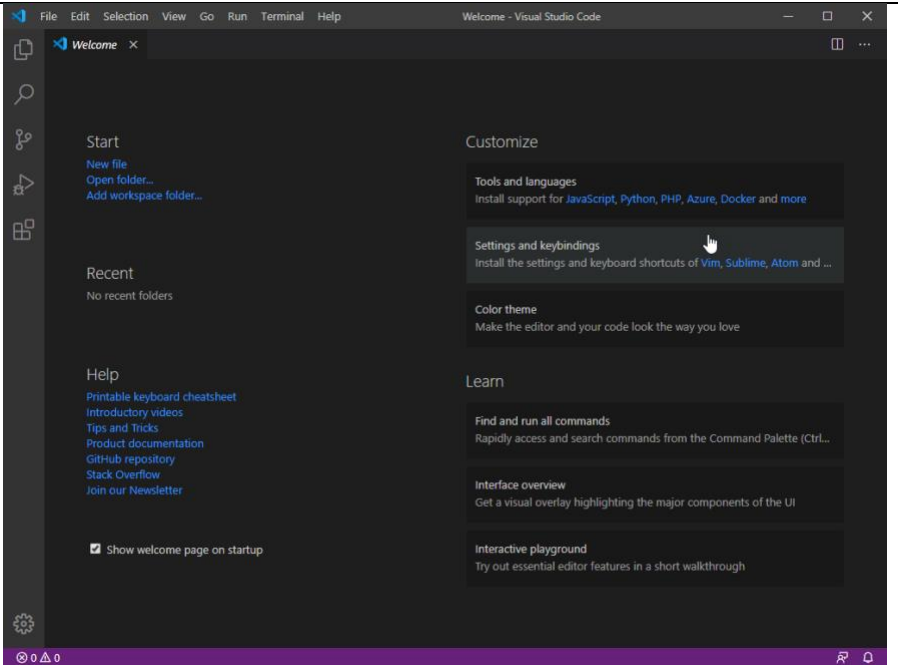 File Edit Selection View Go Run Terminal Help
Welcome - Visual Studio Code
Welcome
Start
New file
Open folder...
Add workspace folder...
Recent
No recent folders
Help
Printable keyboard cheatsheet
Introductory videos
Tips and Tricks
Product documentation
GitHub repository
Stack Overflow
Join our Newsletter
Show welcome page on startup
Customize
Tools and languages
Install support for JavaScript, Python, PHP, Azure, Docker and more
Settings and keybindings
Install the settings and keyboard shortcuts of Vim, Sublime, Atom and ...
Color theme
Make the editor and your code look the way you love
Learn
Find and run all commands
Rapidly access and search commands from the Command Palette (Ctrl...
Interface overview
Get a visual overlay highlighting the major components of the UI
Interactive playground
Try out essential editor features in a short walkthrough
0 0